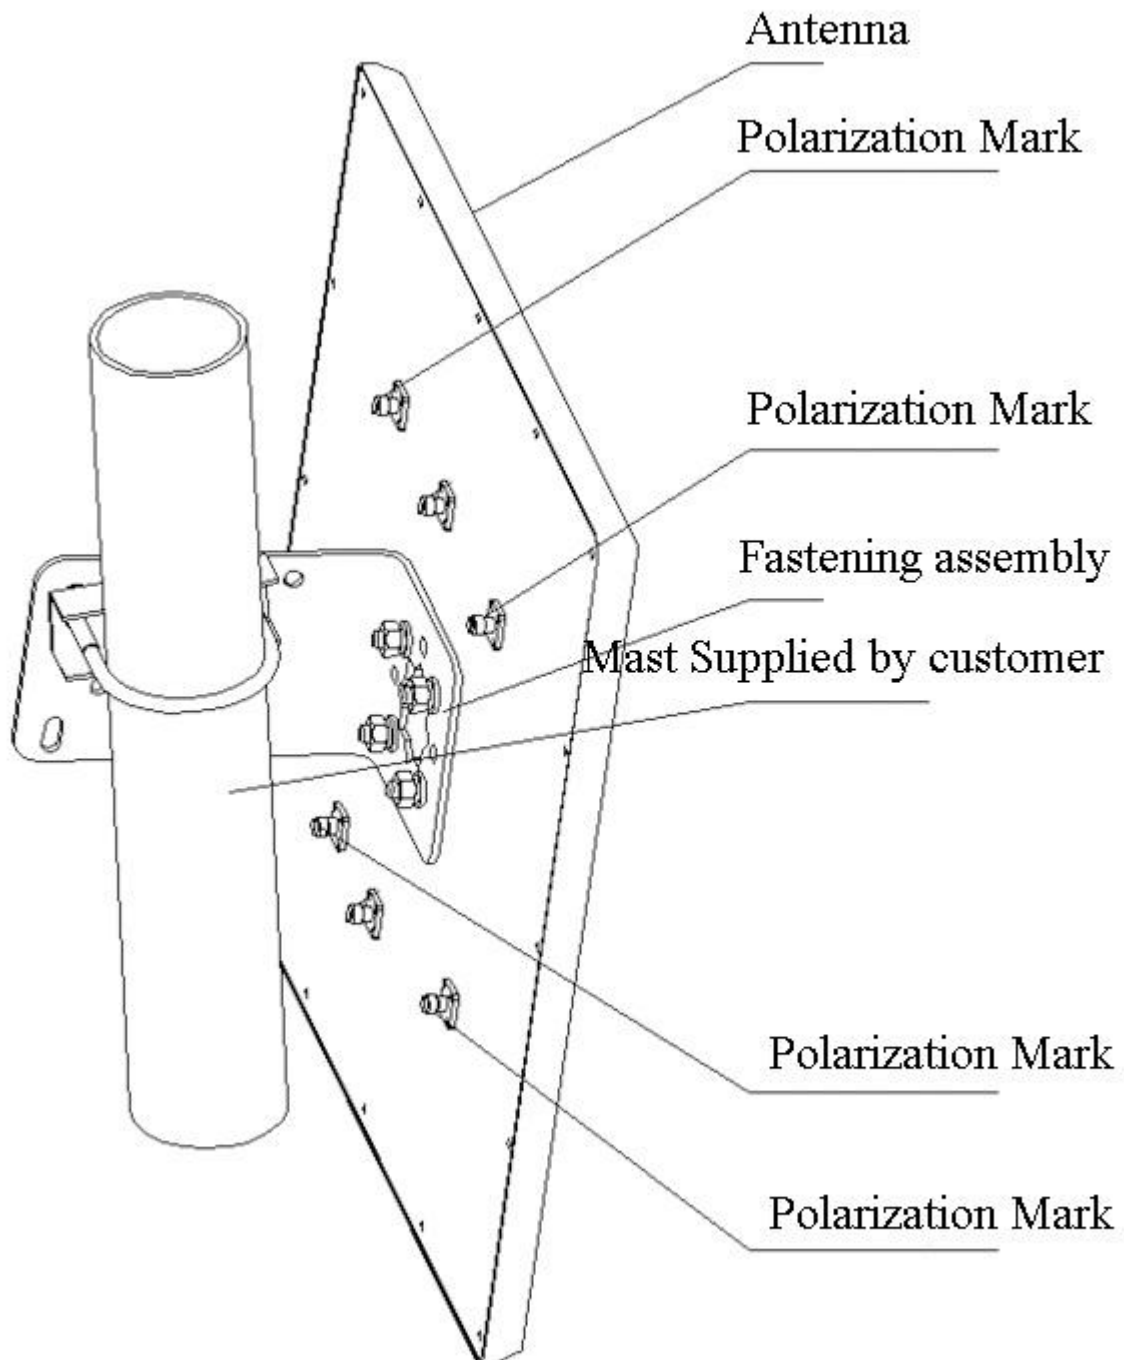 Antenna
Polarization Mark
Polarization Mark
Fastening assembly
Mast Supplied by customer
Polarization Mark
Polarization Mark